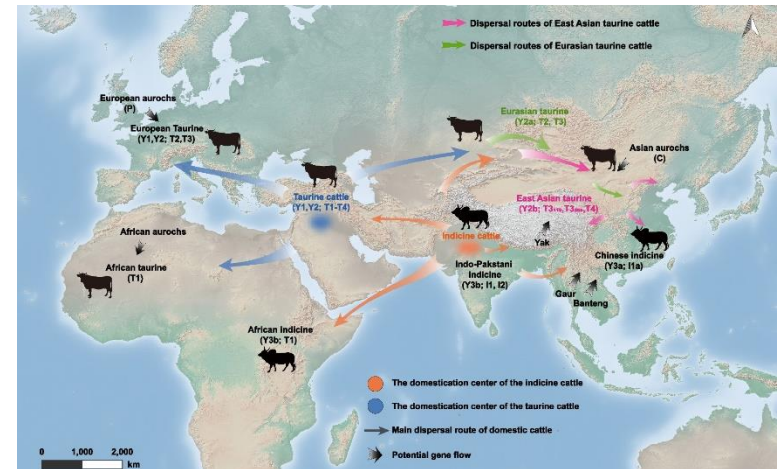 Dispersal routes of East Asian taurine cattle
Dispersal routes of Eurasian taurine cattle
European aurochs
(P)
European Taurine
(Y1,Y2; T2,T3)
Eurasian taurine
(Y2a; T2, T3)
Asian aurochs
(C)
Taurine cattle
(Y1,Y2; T1-T4)
East Asian taurine
African aurochs
Indicine cattle
Yak
African taurine
(T1)
Indo-Pakstani
indicine
(Y3b; I1, I2)
Chinese indicine
(Y3a; I1a)
Gaur
Banteng
African indicine
(Y3b; T1)
The domestication center of the indicine cattle
The domestication center of the taurine cattle
Main dispersal route of domestic cattle
Potential gene flow
0 1,000 2,000
km